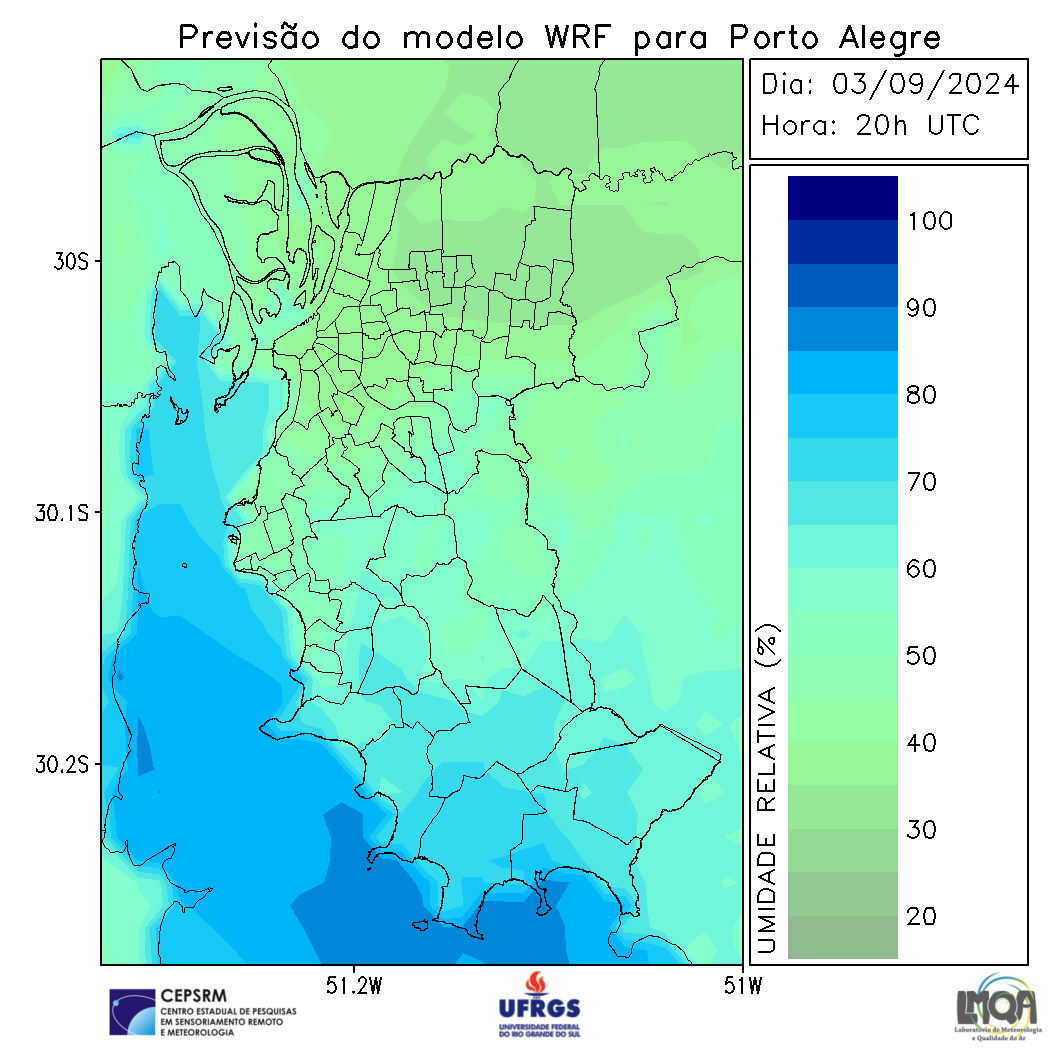 Previsão do modelo WRF para Porto Alegre
Dia: 03/09/2024
Hora: 20h UTC
30S
30.1S
30.2S
51.2W
51W
UMIDADE RELATIVA (%)
100
90
80
70
60
50
40
30
20
CEPSRM
CENTRO ESTADUAL DE PESQUISAS
EM SENSORIAMENTO REMOTO
E METEOROLOGIA
UFRGS
UNIVERSIDADE FEDERAL
DO RIO GRANDE DO SUL
LMQA
Laboratório de Meteorologia
e Qualidade do Ar